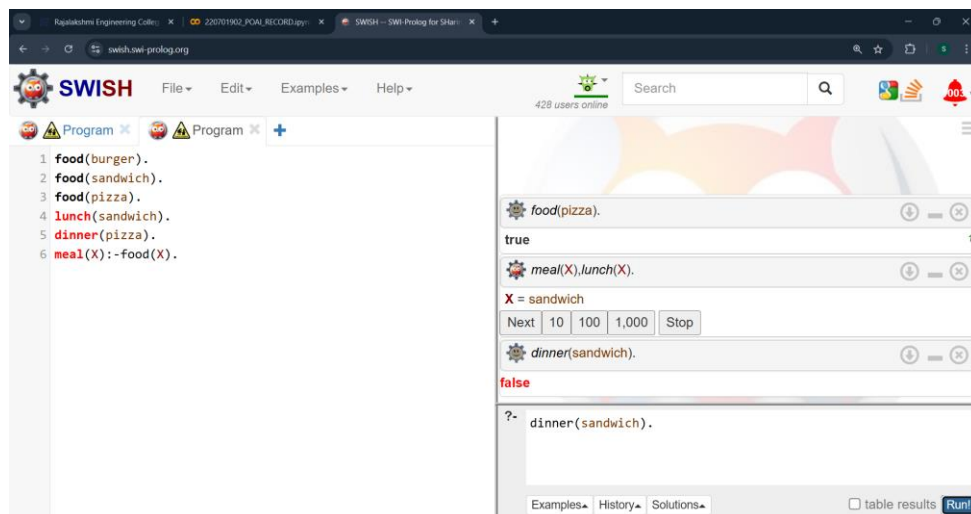 Rajalakshmi Engineering Colleg
220701902_POAI_RECORD.ipyn
SWISH -- SWI-Prolog for SHarin
swish.swi-prolog.org
SWISH File Edit Examples Help 428 users online Search
Program Program
1 food(burger).
2 food(sandwich).
3 food(pizza).
4 lunch(sandwich).
5 dinner(pizza).
6 meal(X):-food(X).
food(pizza).
true
meal(X),lunch(X).
X = sandwich
Next 10 100 1,000 Stop
dinner(sandwich).
false
?- dinner(sandwich).
Examples History Solutions table results Run!